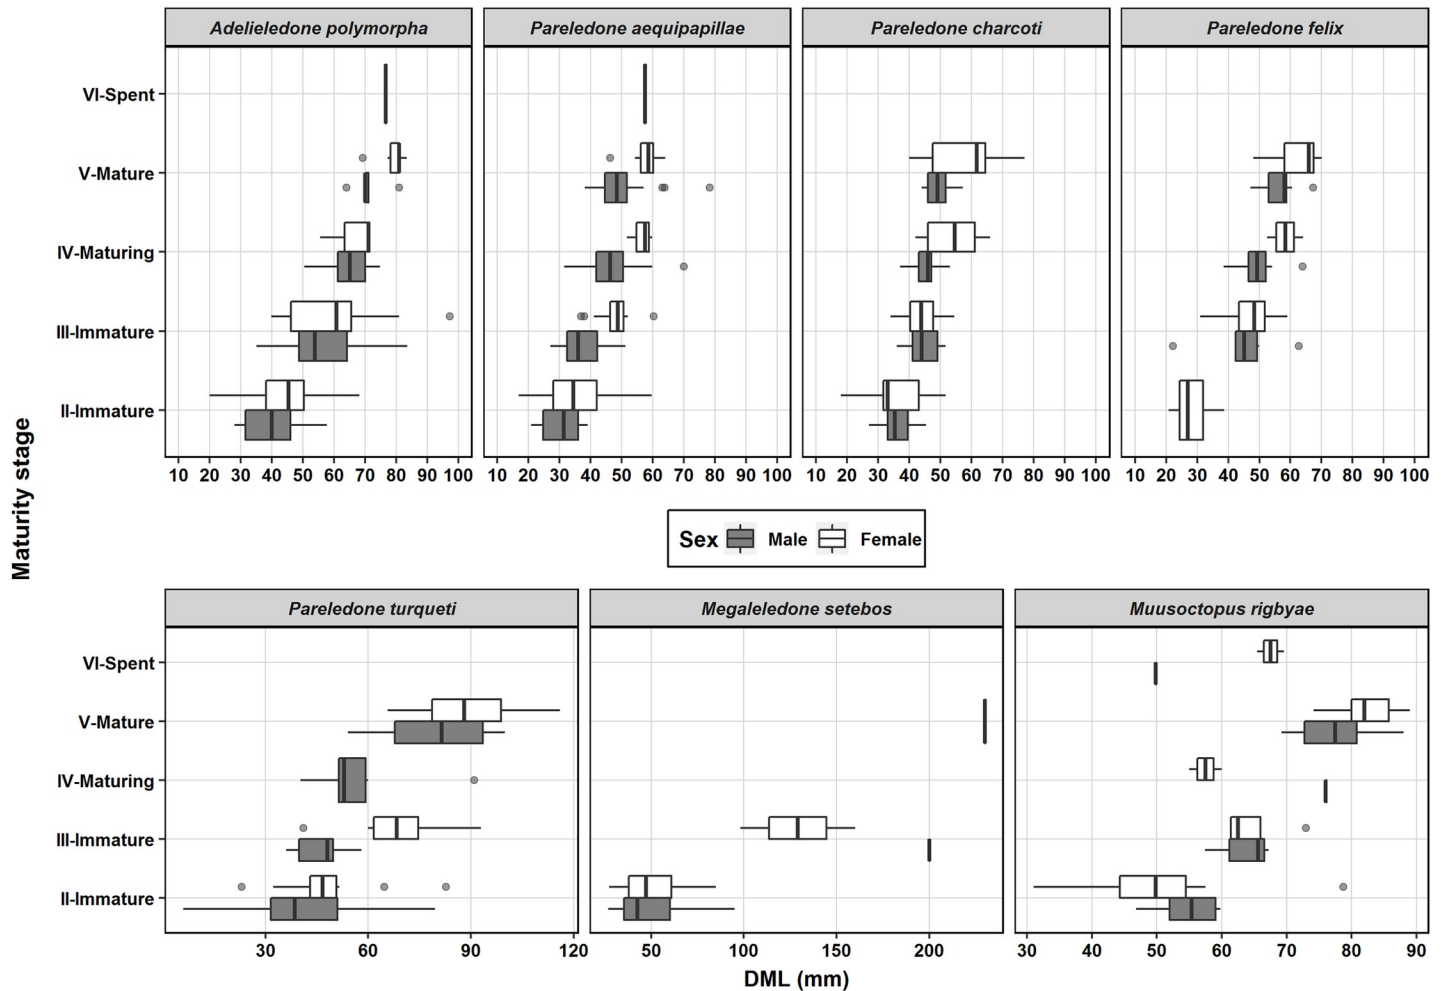 Adelieledone polymorpha Pareledone aequipapillae Pareledone charcoti Pareledone felix
VI-Spent
V-Mature
IV-Maturing
III-Immature
II-Immature
10 20 30 40 50 60 70 80 90 100 10 20 30 40 50 60 70 80 90 100 10 20 30 40 50 60 70 80 90 100 10 20 30 40 50 60 70 80 90 100
Maturity stage
Sex Male Female
Pareledone turqueti Megaleledone setebos Muusoctopus rigbyae
VI-Spent
V-Mature
IV-Maturing
III-Immature
II-Immature
30 60 90 120 50 100 150 200 30 40 50 60 70 80 90
DML (mm)